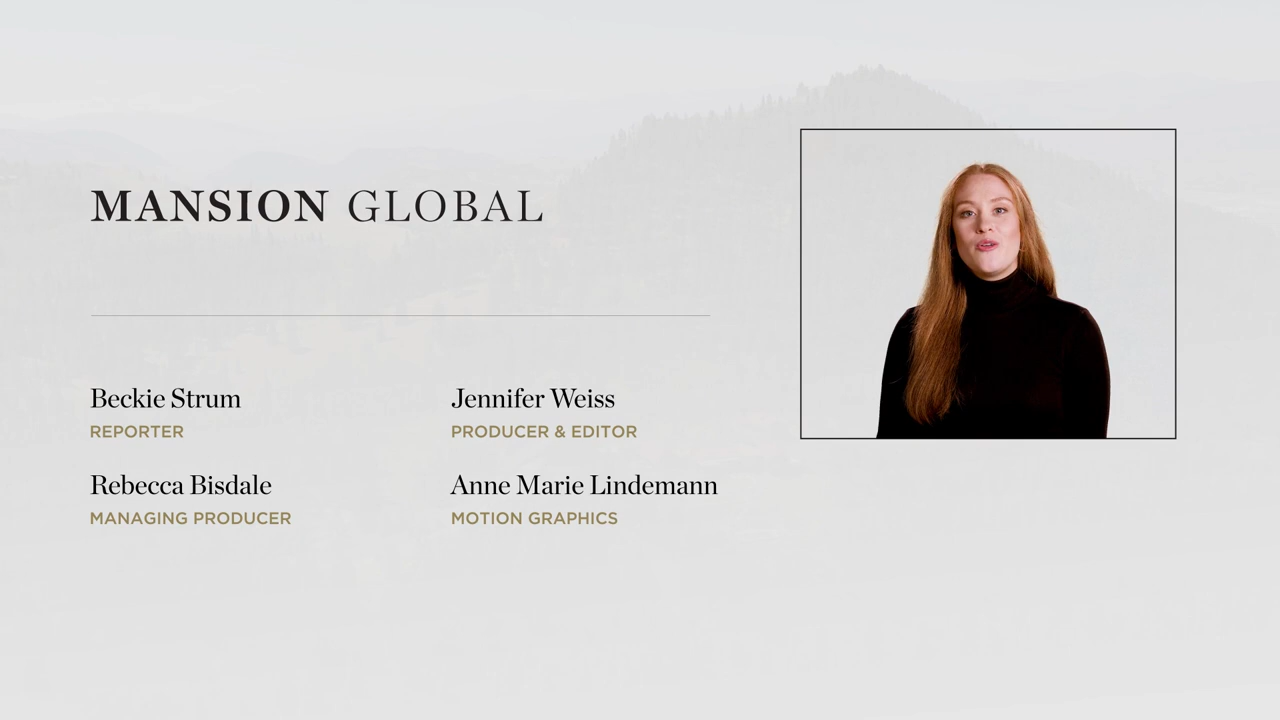 MANSION GLOBAL
Beckie Strum
REPORTER
Jennifer Weiss
PRODUCER & EDITOR
Rebecca Bisdale
MANAGING PRODUCER
Anne Marie Lindemann
MOTION GRAPHICS